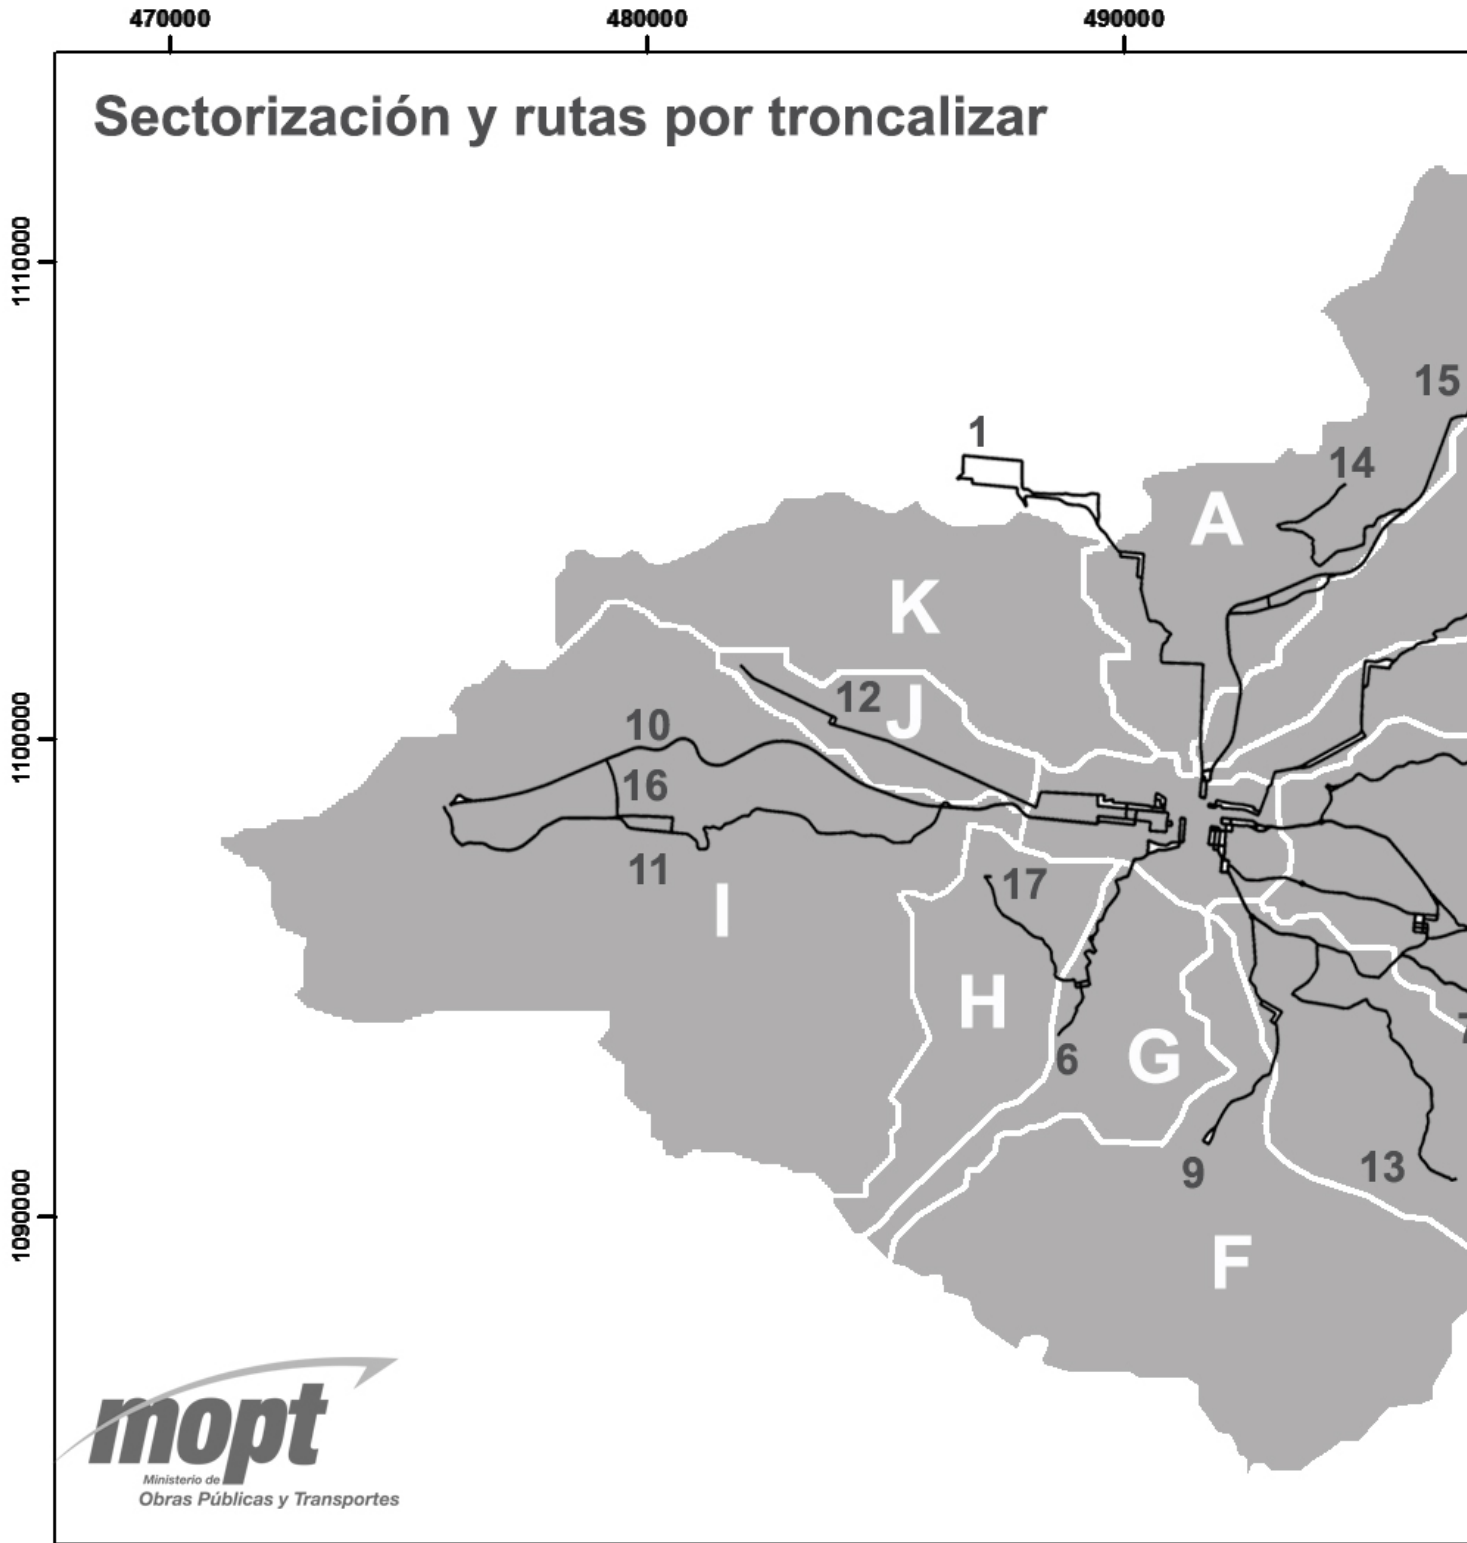 470000
480000
490000
Sectorización y rutas por troncalizar
1110000
15
1
14
A
K
12
J
10
1100000
16
11
17
I
H
7
6
G
9
13
1090000
F
mopt
Ministerio de
Obras Públicas y Transportes